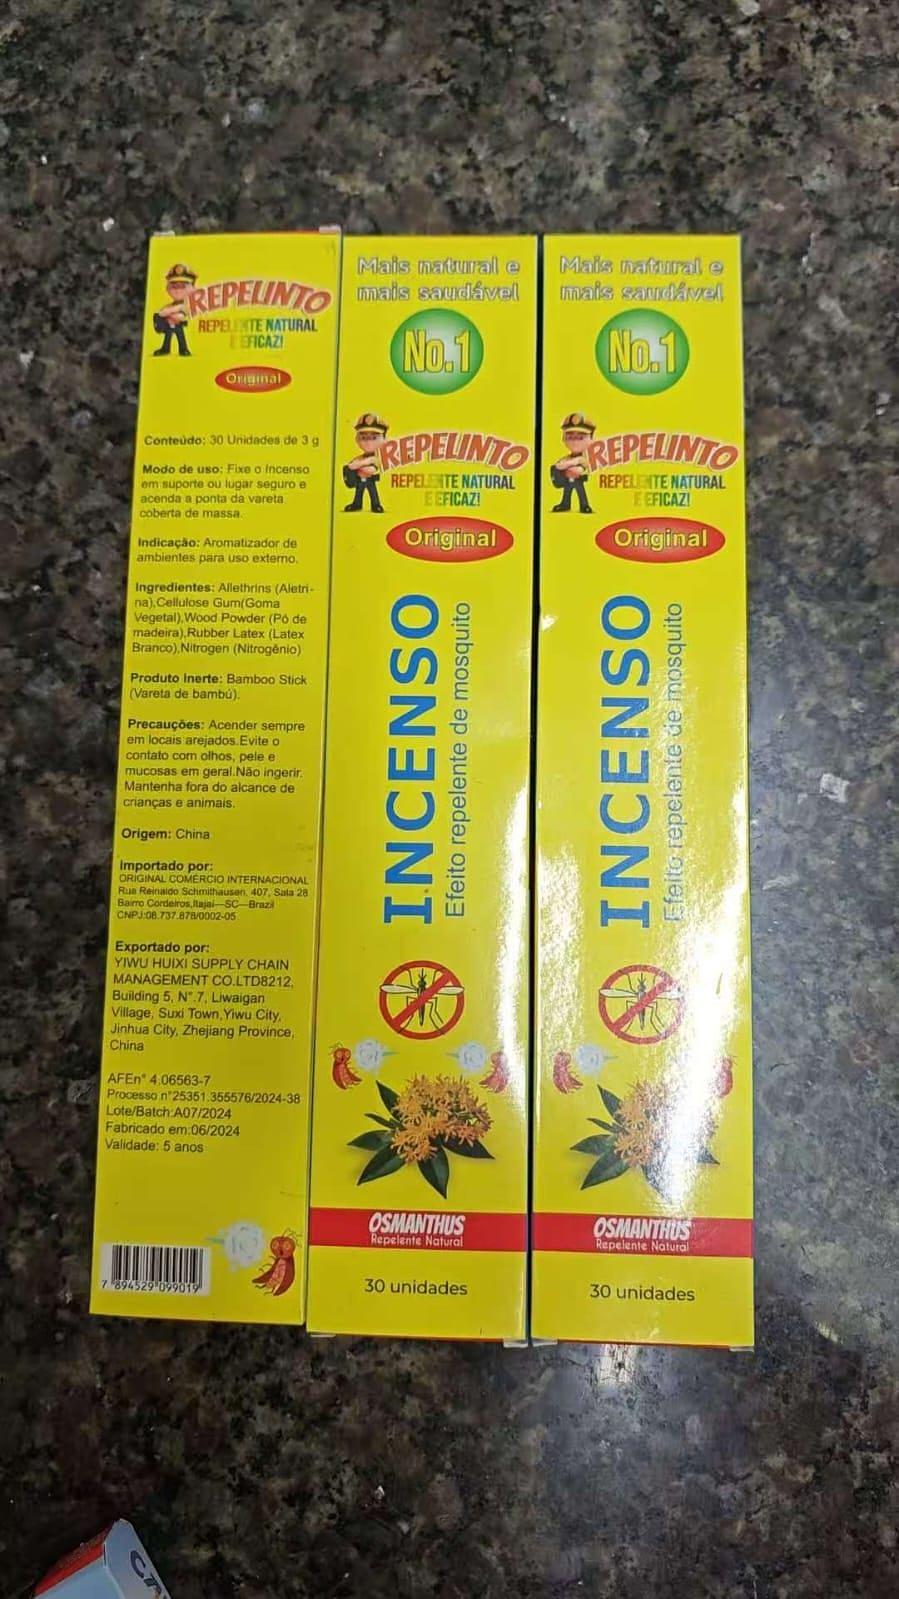 REPELINTO
REPELENTE NATURAL
E EFICAZ!
Original
Conteúdo: 30 Unidades de 3 g
Modo de uso: Fixe o Incenso
em suporte ou lugar seguro e
acenda a ponta da vareta
coberta de massa.
Indicação: Aromatizador de
ambientes para uso externo.
Ingredientes: Allethrins (Aletri-
na),Cellulose Gum(Goma
Vegetal),Wood Powder (Pó de
madeira),Rubber Latex (Latex
Branco),Nitrogen (Nitrogênio)
Produto Inerte: Bamboo Stick
(Vareta de bambú).
Precauções: Acender sempre
em locais arejados.Evite o
contato com olhos, pele e
mucosas em geral.Não ingerir.
Mantenha fora do alcance de
crianças e animais.
Origem: China
Importado por:
ORIGINAL COMERCIO INTERNACIONAL
Rua Reinaldo Schmithausen, 407, Sala 28
Bairro Cordeiros,Itajaí—SC—Brazil
CNPJ:08.737.878/0002-05
Exportado por:
YIWU HUIXI SUPPLY CHAIN
MANAGEMENT CO.LTD8212,
Building 5, N°.7, Liwaigan
Village, Suxi Town,Yiwu City,
Jinhua City, Zhejiang Province,
China
AFEn° 4.06563-7
Processo n°25351.355576/2024-38
Lote/Batch:A07/2024
Fabricado em:06/2024
Validade: 5 anos
7 894529 099019
Mais natural e
mais saudável
No.1
REPELINTO
REPELENTE NATURAL
E EFICAZ!
Original
INCENSO
Efeito repelente de mosquito
OSMANTHUS
Repelente Natural
30 unidades
Mais natural e
mais saudável
No.1
REPELINTO
REPELENTE NATURAL
E EFICAZ!
Original
INCENSO
Efeito repelente de mosquito
OSMANTHUS
Repelente Natural
30 unidades